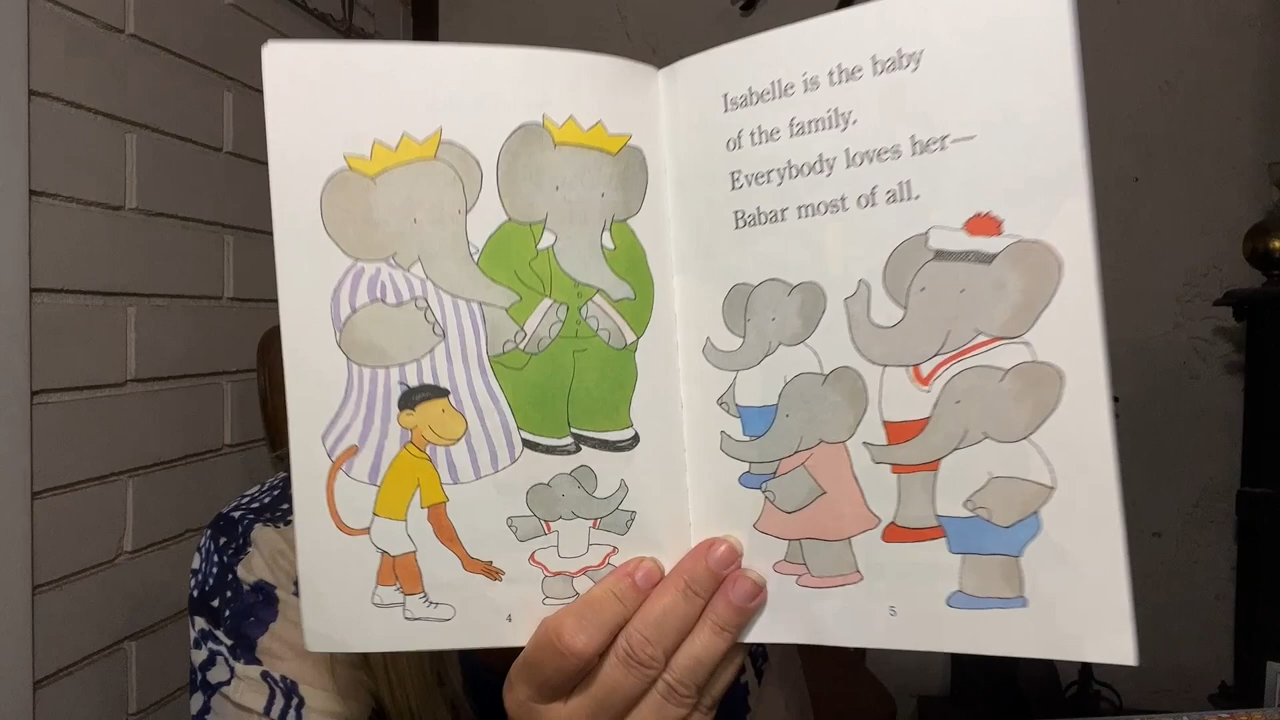 Isabelle is the baby
of the family.
Everybody loves her—
Babar most of all.
4
5